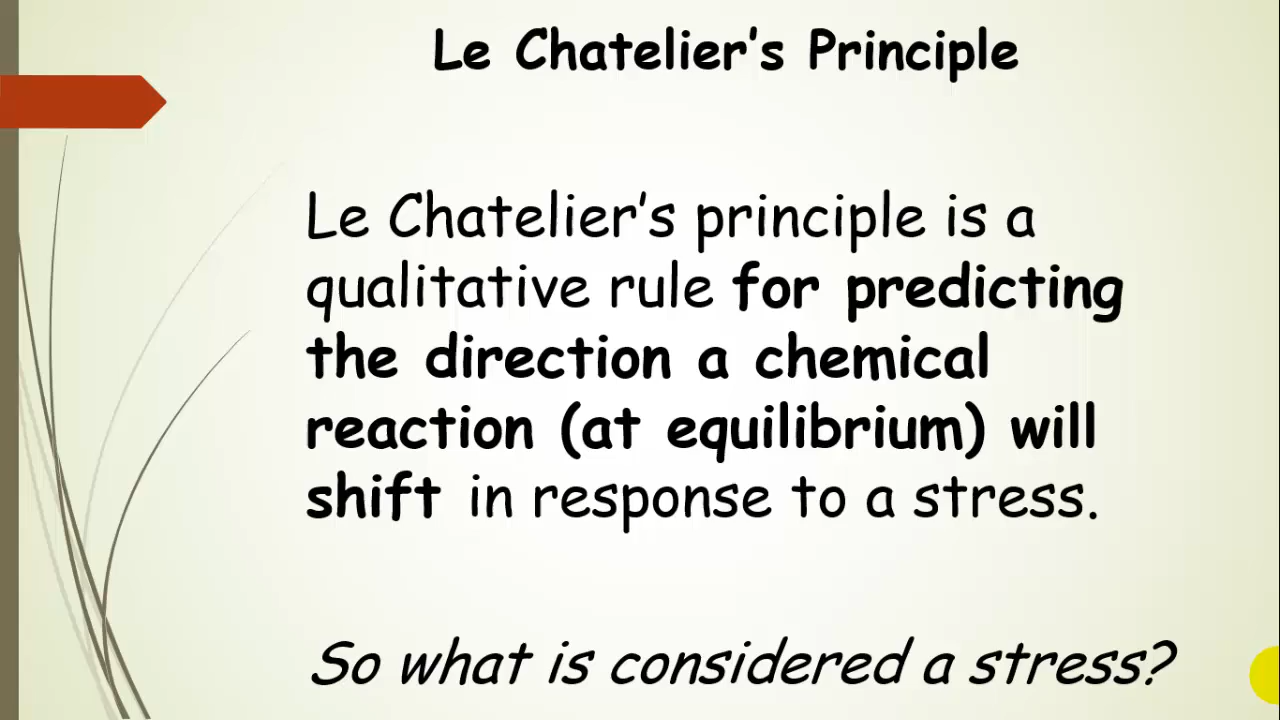 Le Chatelier's Principle
Le Chatelier's principle is a
qualitative rule for predicting
the direction a chemical
reaction (at equilibrium) will
shift in response to a stress.
So what is considered a stress?